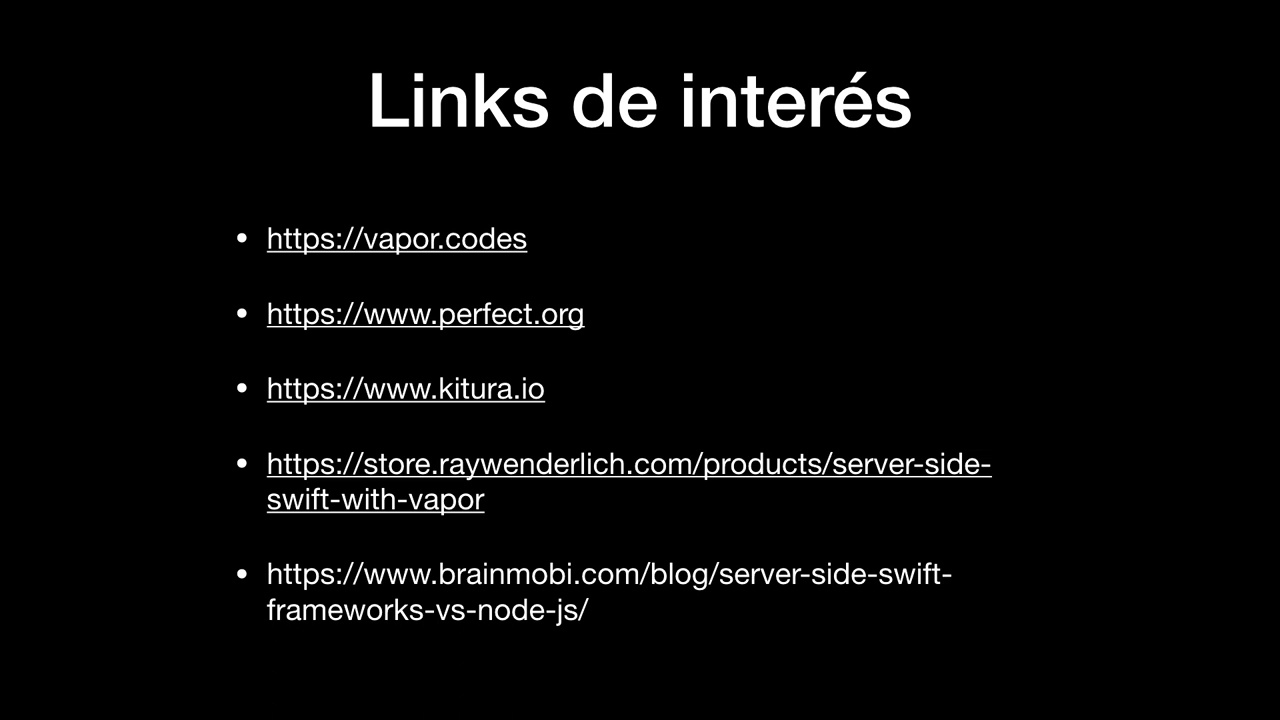 Links de interés
• https://vapor.codes
• https://www.perfect.org
• https://www.kitura.io
• https://store.raywenderlich.com/products/server-side-
swift-with-vapor
• https://www.brainmobi.com/blog/server-side-swift-
frameworks-vs-node-js/